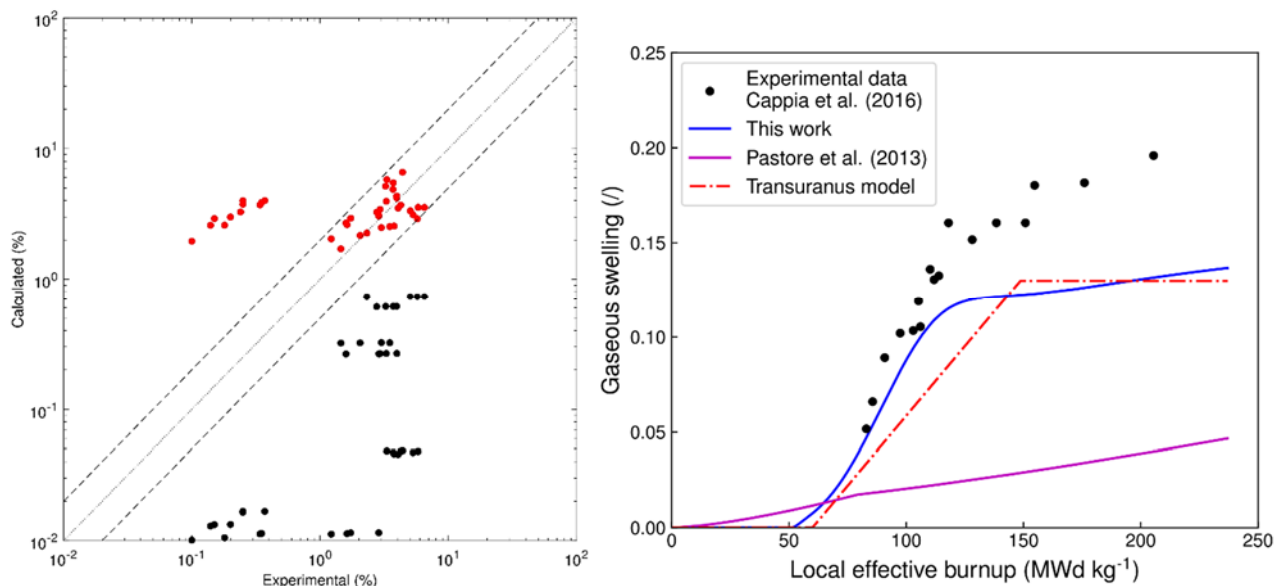 10^2
10^1
10^0
10^-1
10^-2
Calculated (%)
10^-2
10^-1
10^0
10^1
10^2
Experimental (%)
0.25
0.20
0.15
0.10
0.05
0.00
Gaseous swelling (/)
Experimental data
Cappia et al. (2016)
This work
Pastore et al. (2013)
Transuranus model
0
50
100
150
200
250
Local effective burnup (MWd kg⁻¹)